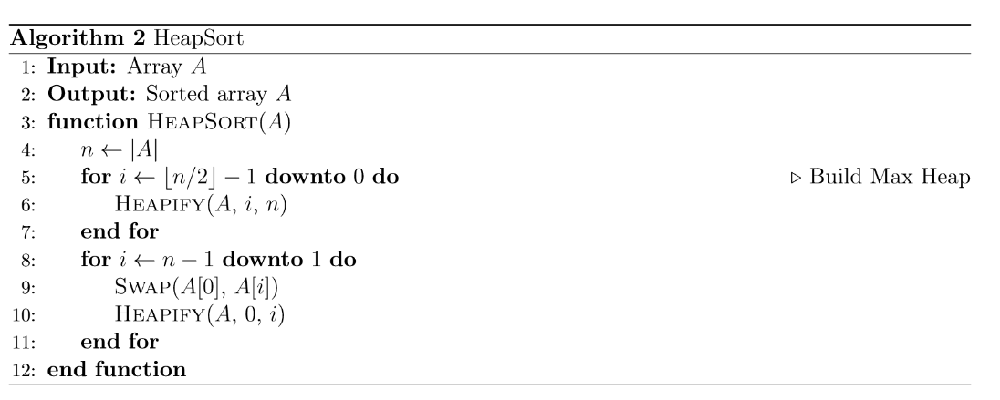 Algorithm 2 HeapSort
1: Input: Array A
2: Output: Sorted array A
3: function HEAPSORT(A)
4: n ← |A|
5: for i ← ⌊n/2⌋ − 1 downto 0 do ▷ Build Max Heap
6: HEAPIFY(A, i, n)
7: end for
8: for i ← n − 1 downto 1 do
9: SWAP(A[0], A[i])
10: HEAPIFY(A, 0, i)
11: end for
12: end function